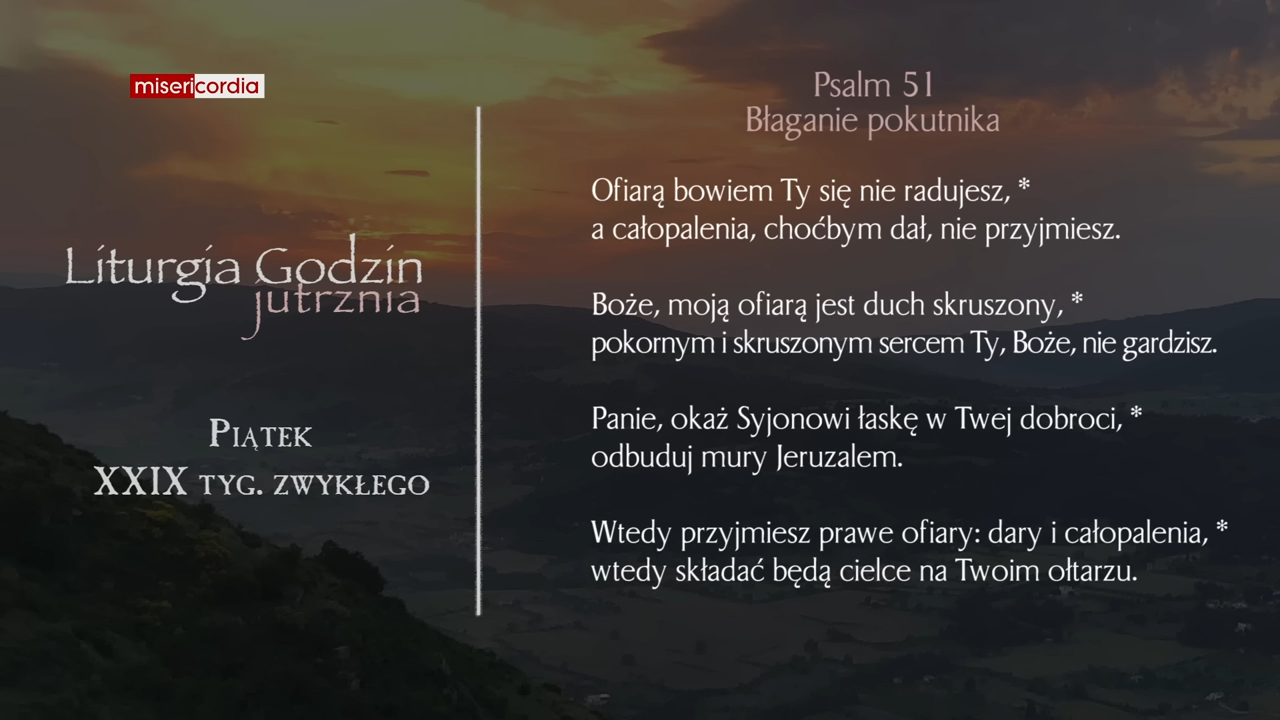 misericordia
Liturgia Godzin
jutrznia
Piątek
XXIX tyg. zwykłego
Psalm 51
Błaganie pokutnika
Ofiarą bowiem Ty się nie radujesz, *
a całopalenia, choćbym dał, nie przyjmiesz.
Boże, moją ofiarą jest duch skruszony, *
pokornym i skruszonym sercem Ty, Boże, nie gardzisz.
Panie, okaż Syjonowi łaskę w Twej dobroci, *
odbuduj mury Jeruzalem.
Wtedy przyjmiesz prawe ofiary: dary i całopalenia, *
wtedy składać będą cielce na Twoim ołtarzu.